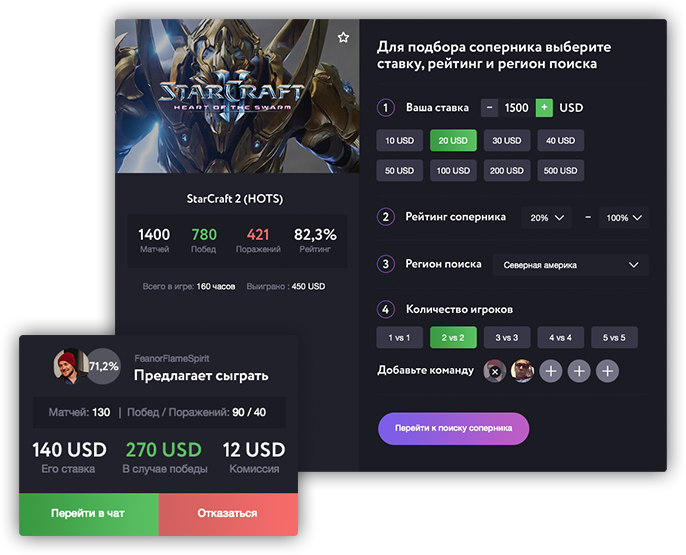 STARCRAFT
II
HEART OF THE SWARM
StarCraft 2 (HOTS)
1400 780 421 82,3%
Матчей Побед Поражений Рейтинг
Всего в игре: 160 часов Выиграно : 450 USD
Для подбора соперника выберите
ставку, рейтинг и регион поиска
1 Ваша ставка − 1500 + USD
10 USD 20 USD 30 USD 40 USD
50 USD 100 USD 200 USD 500 USD
2 Рейтинг соперника 20% – 100%
3 Регион поиска Северная америка
4 Количество игроков
1 vs 1 2 vs 2 3 vs 3 4 vs 4 5 vs 5
Добавьте команду
Перейти к поиску соперника
71,2%
FeanorFlameSpirit
Предлагает сыграть
Матчей: 130 | Побед / Поражений: 90 / 40
140 USD 270 USD 12 USD
Его ставка В случае победы Комиссия
Перейти в чат Отказаться